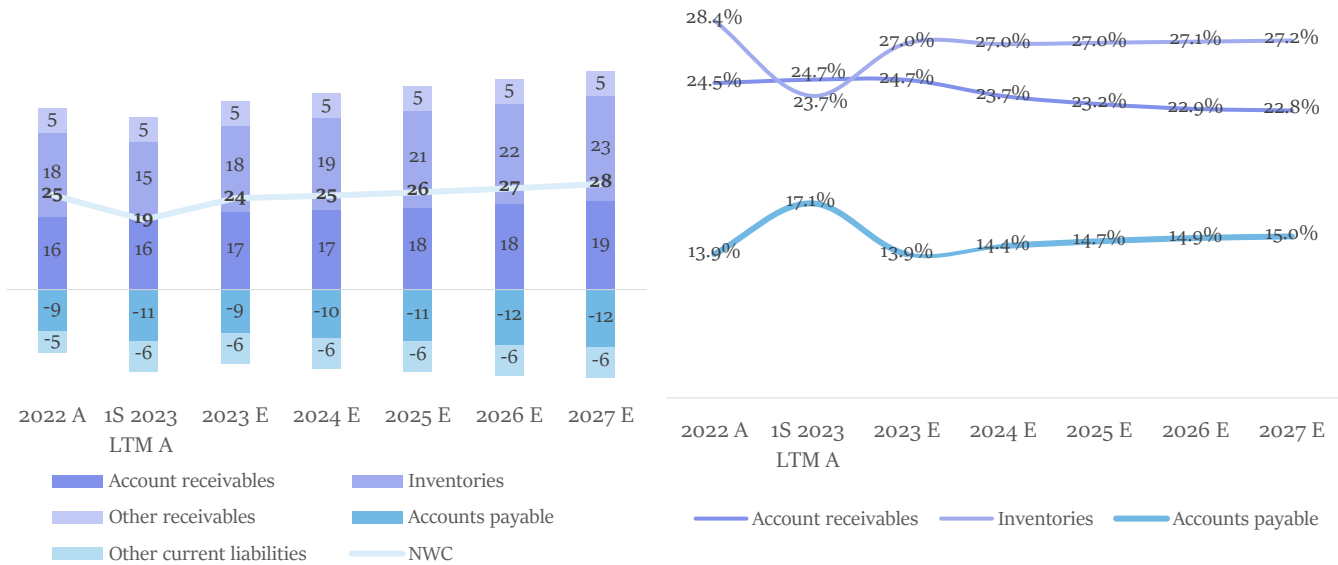 5 5 5 5 5 5 5
18 15 18 19 21 22 23
25 19 24 25 26 27 28
16 16 17 17 18 18 19
-9 -11 -9 -10 -11 -12 -12
-5 -6 -6 -6 -6 -6 -6
2022 A 1S 2023 2023 E 2024 E 2025 E 2026 E 2027 E
LTM A
Account receivables Inventories
Other receivables Accounts payable
Other current liabilities NWC
28.4% 27.0% 27.0% 27.0% 27.1% 27.2%
24.5% 24.7% 24.7% 23.7% 23.2% 22.9% 22.8%
23.7%
17.1%
13.9% 13.9% 14.4% 14.7% 14.9% 15.0%
2022 A 1S 2023 2023 E 2024 E 2025 E 2026 E 2027 E
LTM A
Account receivables Inventories Accounts payable